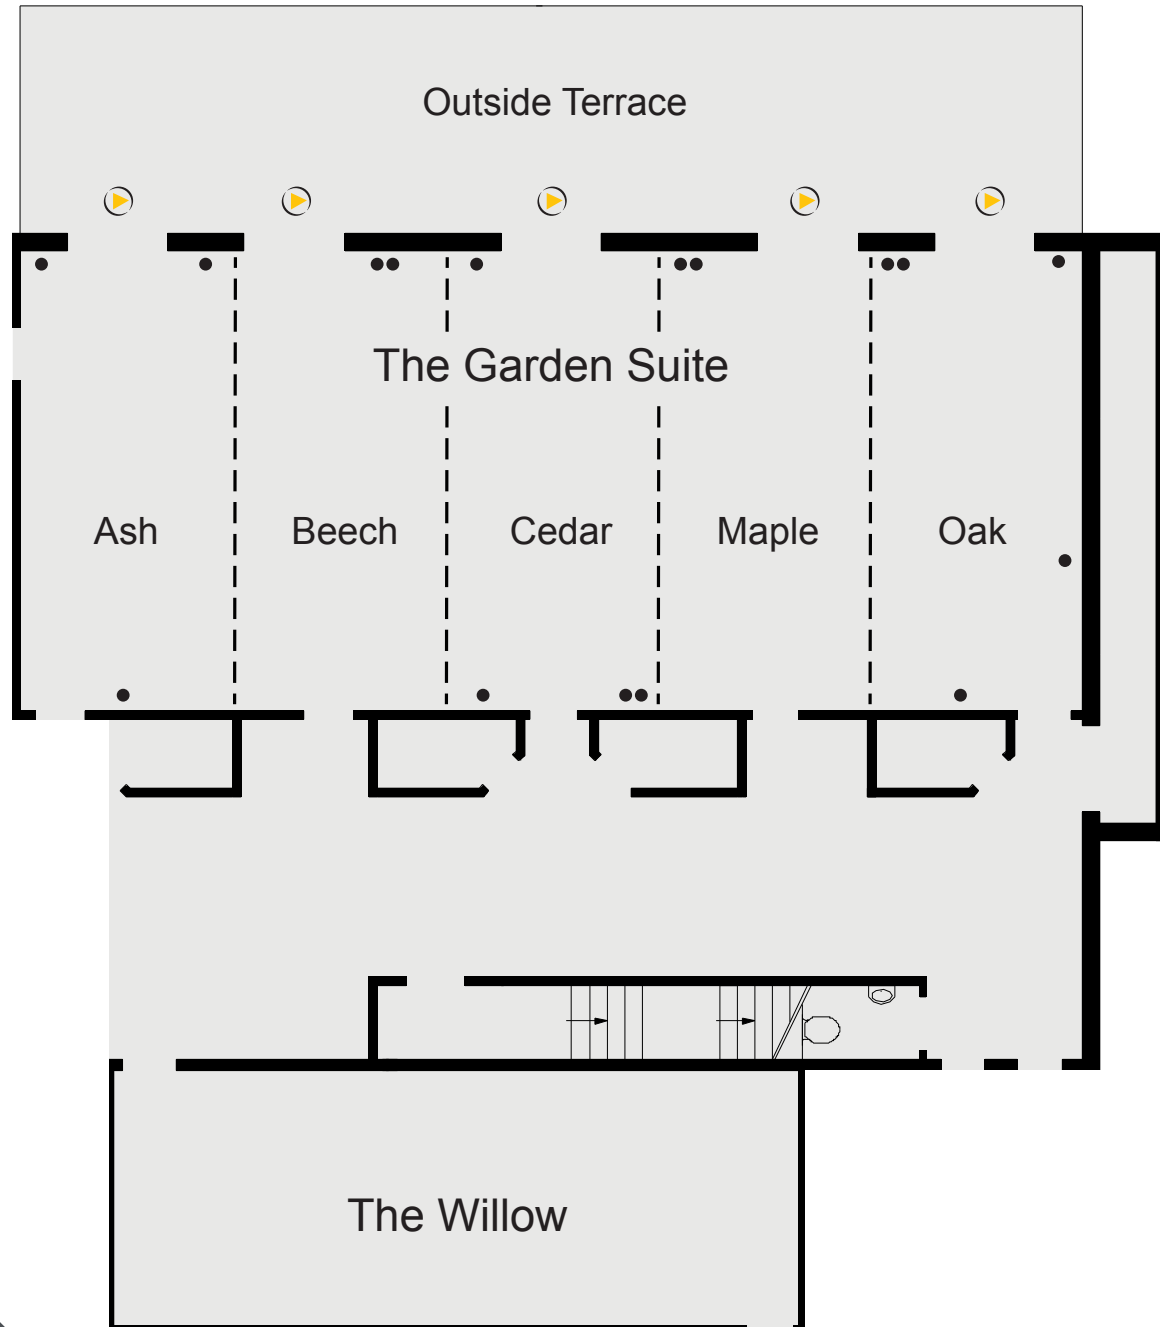 Outside Terrace
The Garden Suite
Ash
Beech
Cedar
Maple
Oak
The Willow